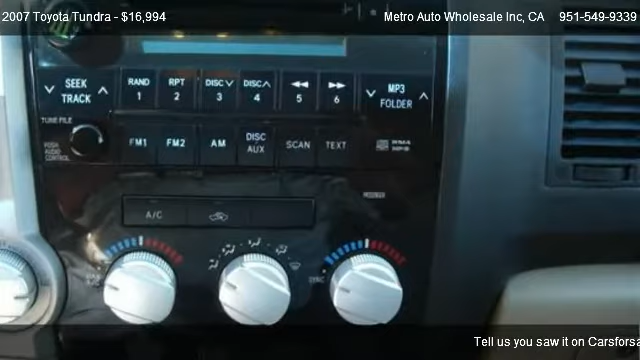 2007 Toyota Tundra - $16,994
Metro Auto Wholesale Inc, CA 951-549-9339
SEEK TRACK
RAND 1
RPT 2
DISC 3
DISC 4
5
6
MP3 FOLDER
TUNE FILE
PUSH AUDIO CONTROL
FM1
FM2
AM
DISC AUX
SCAN
TEXT
A/C
SYNC
Tell us you saw it on Carsforsa